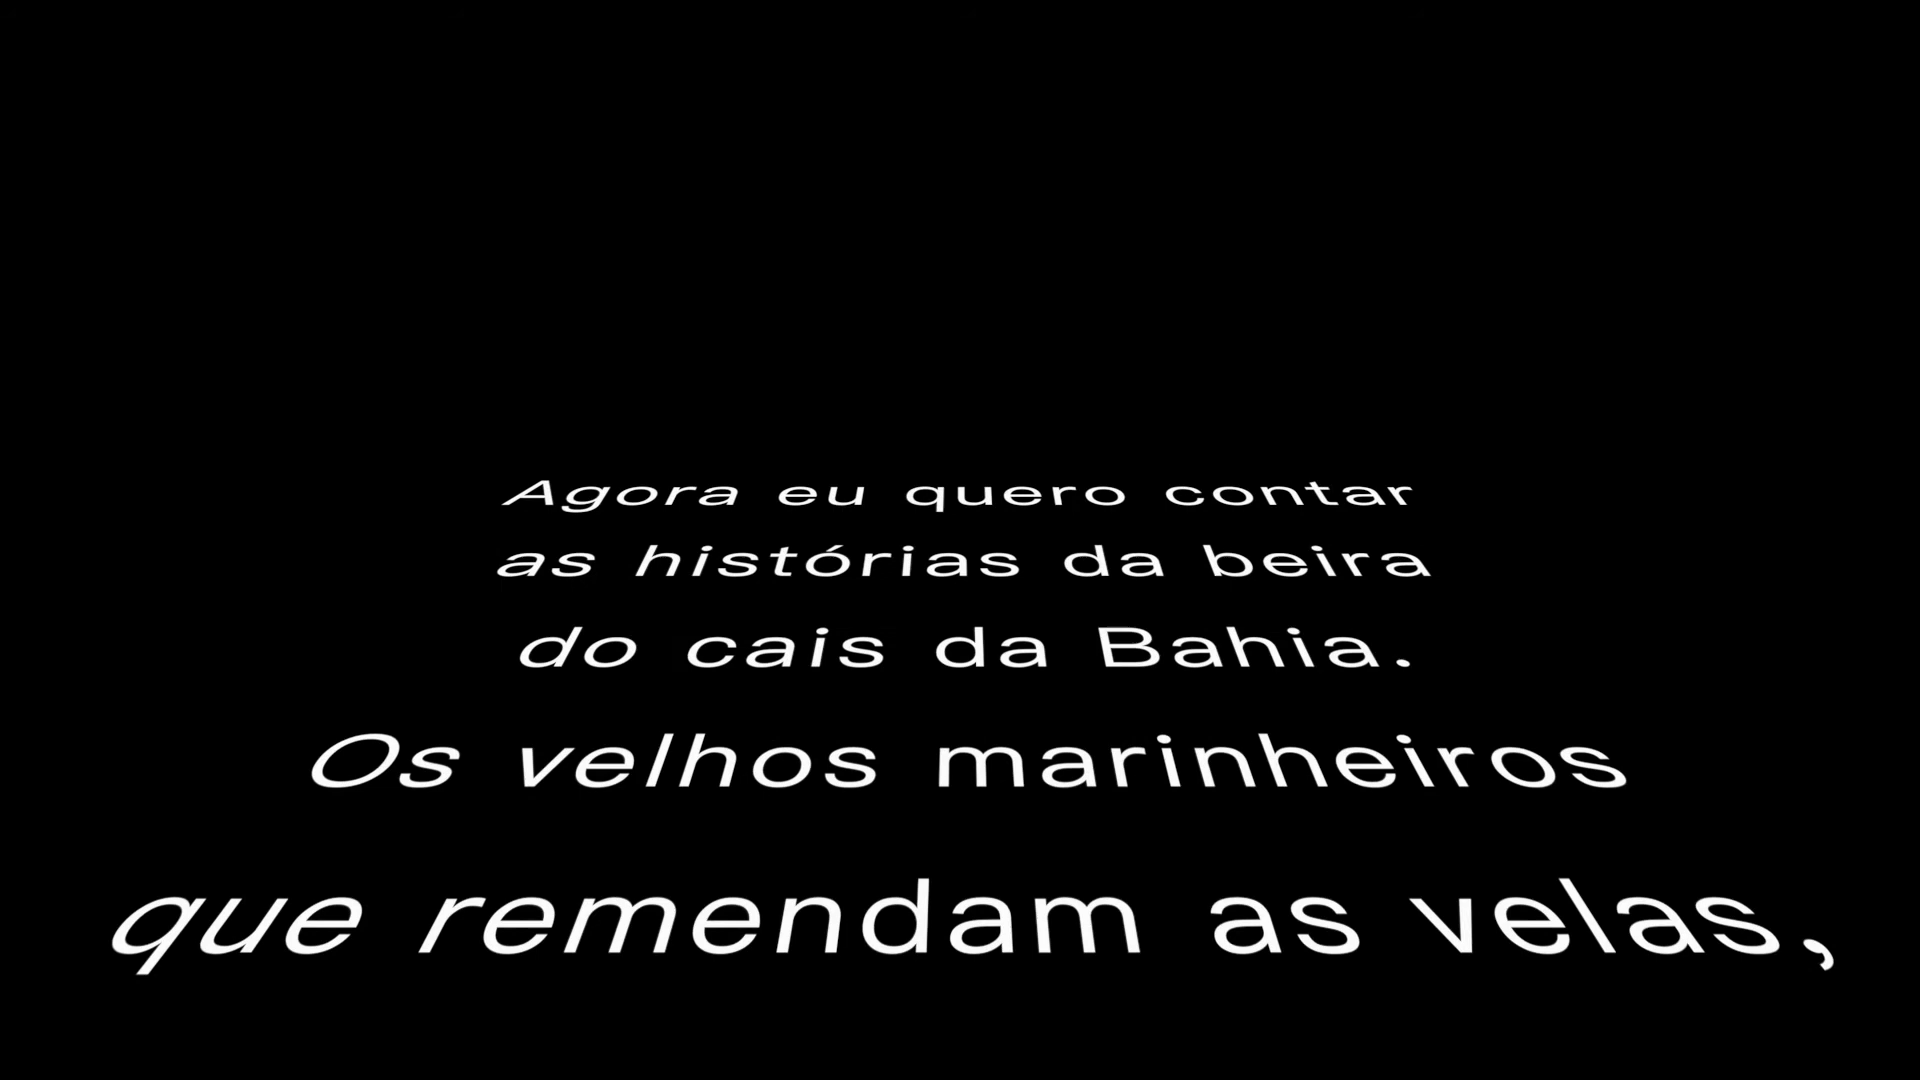 Agora eu quero contar
as histórias da beira
do cais da Bahia.
Os velhos marinheiros
que remendam as velas,